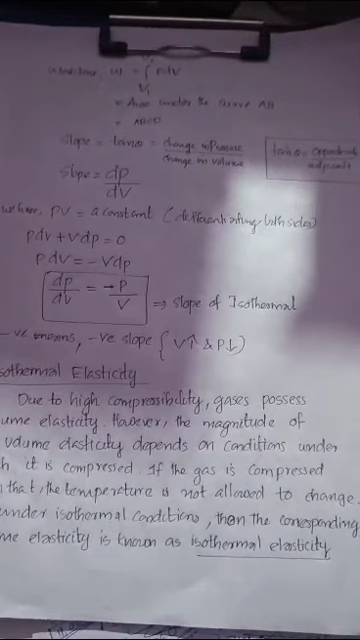 Workdone, W = ∫ PdV
V₁
= Area under the curve AB
= ABCD
Slope = tanθ = change in Pressure / change in volume
tanθ = opposite / adjacent
Slope = dp/dV
we have, PV = a constant (differentiating both sides)
Pdv + Vdp = 0
PdV = -Vdp
dp/dV = -P/V ⇒ slope of Isothermal
-ve means, -ve slope {V↑ & P↓}
sothermal Elasticity
Due to high compressibility, gases possess
ume elasticity. However, the magnitude of
volume elasticity depends on conditions under
h it is compressed. If the gas is compressed
that, the temperature is not allowed to change.
under isothermal conditions, then the corresponding
me elasticity is known as isothermal elasticity